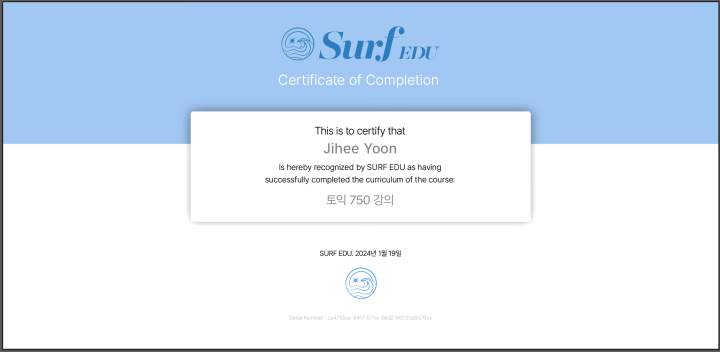 Surf EDU
Certificate of Completion
This is to certify that
Jihee Yoon
Is hereby recognized by SURF EDU as having
successfully completed the curriculum of the course:
토익 750 강의
SURF EDU. 2024년 1월 19일
Serial Number :